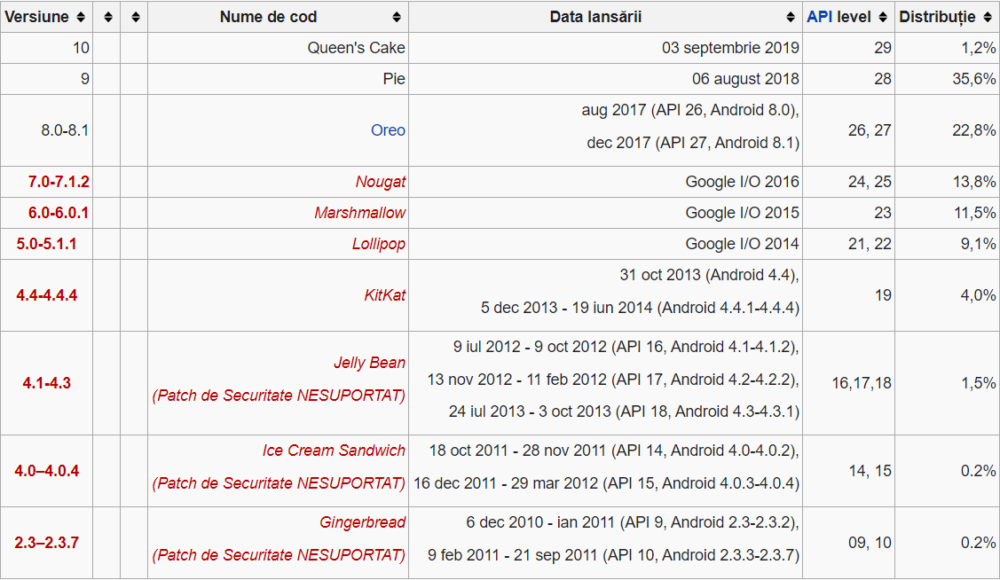 Versiune Nume de cod Data lansării API level Distribuție
10 Queen's Cake 03 septembrie 2019 29 1,2%
9 Pie 06 august 2018 28 35,6%
8.0-8.1 Oreo aug 2017 (API 26, Android 8.0), 26, 27 22,8%
dec 2017 (API 27, Android 8.1)
7.0-7.1.2 Nougat Google I/O 2016 24, 25 13,8%
6.0-6.0.1 Marshmallow Google I/O 2015 23 11,5%
5.0-5.1.1 Lollipop Google I/O 2014 21, 22 9,1%
4.4-4.4.4 KitKat 31 oct 2013 (Android 4.4), 19 4,0%
5 dec 2013 - 19 iun 2014 (Android 4.4.1-4.4.4)
4.1-4.3 Jelly Bean 9 iul 2012 - 9 oct 2012 (API 16, Android 4.1-4.1.2), 16,17,18 1,5%
(Patch de Securitate NESUPORTAT) 13 nov 2012 - 11 feb 2012 (API 17, Android 4.2-4.2.2),
24 iul 2013 - 3 oct 2013 (API 18, Android 4.3-4.3.1)
4.0–4.0.4 Ice Cream Sandwich 18 oct 2011 - 28 nov 2011 (API 14, Android 4.0-4.0.2), 14, 15 0.2%
(Patch de Securitate NESUPORTAT) 16 dec 2011 - 29 mar 2012 (API 15, Android 4.0.3-4.0.4)
2.3–2.3.7 Gingerbread 6 dec 2010 - ian 2011 (API 9, Android 2.3-2.3.2), 09, 10 0.2%
(Patch de Securitate NESUPORTAT) 9 feb 2011 - 21 sep 2011 (API 10, Android 2.3.3-2.3.7)